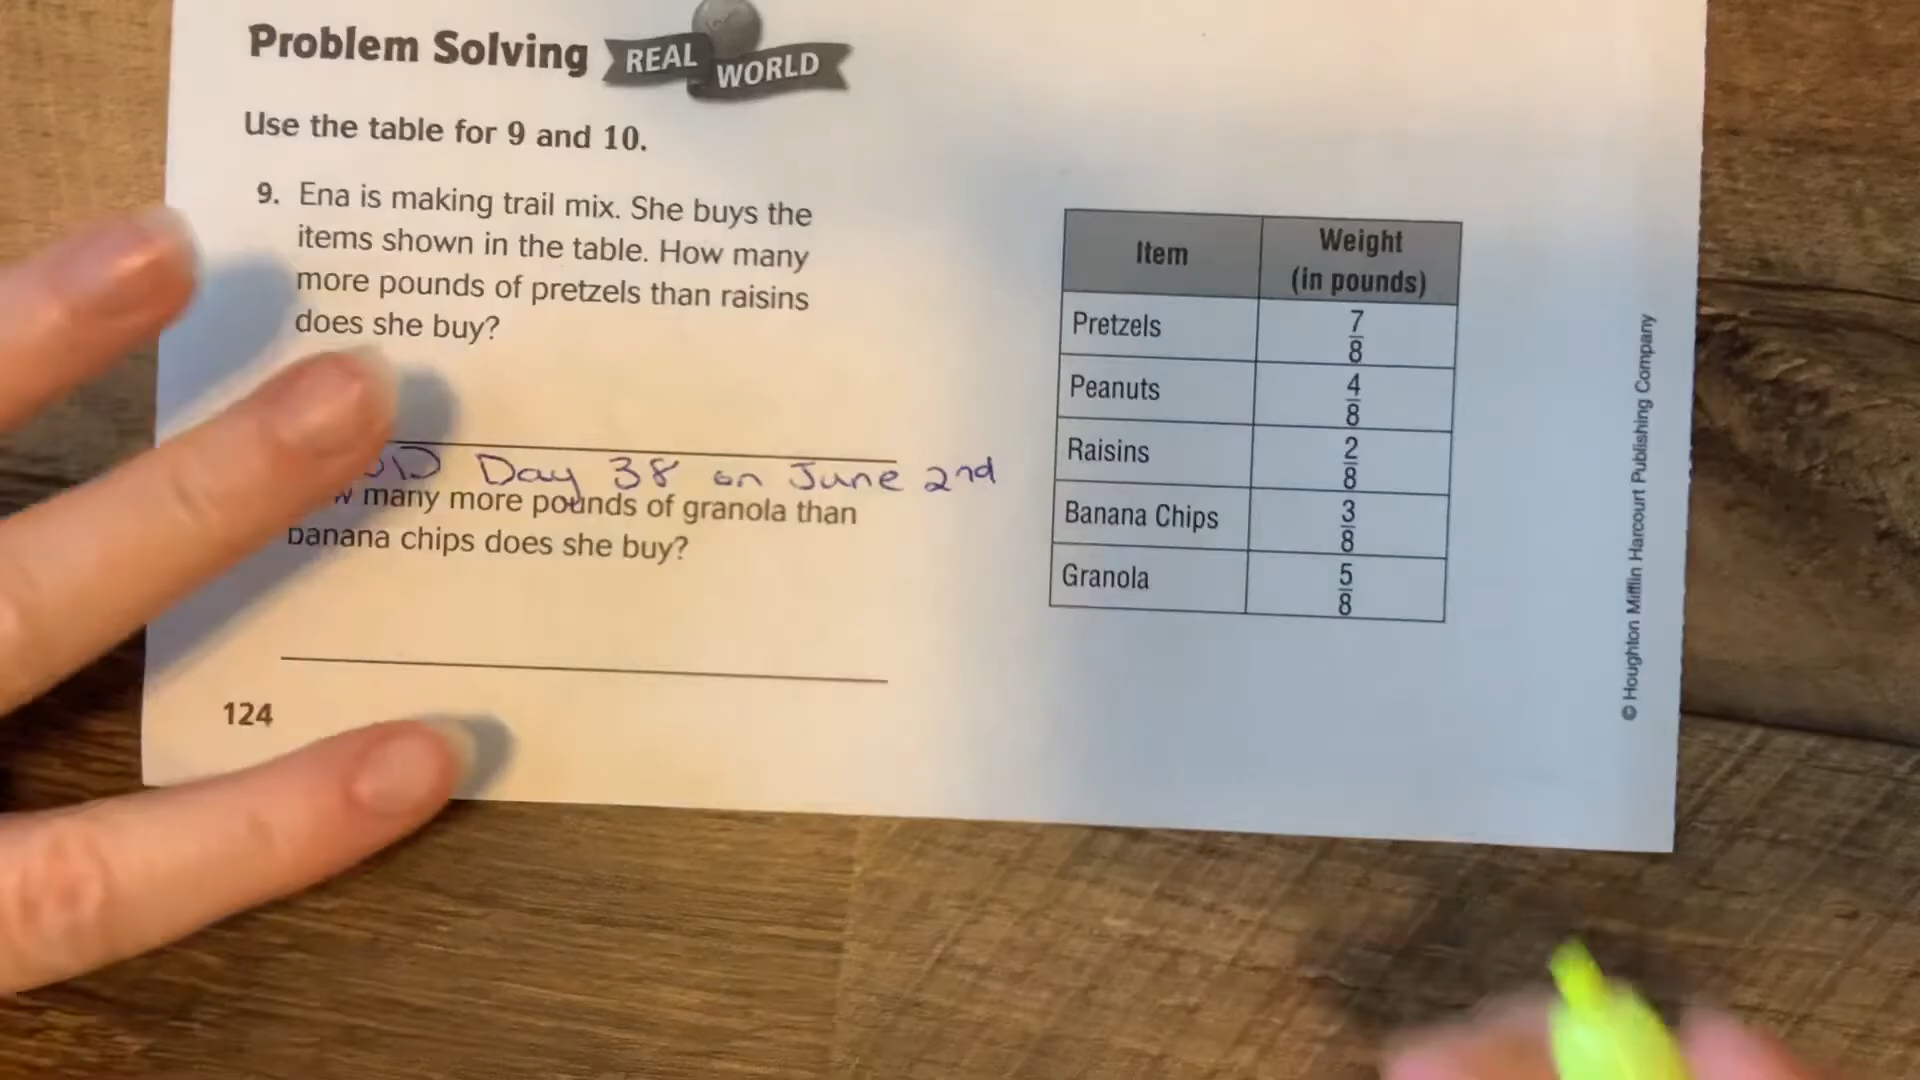 Problem Solving REAL WORLD
Use the table for 9 and 10.
9. Ena is making trail mix. She buys the
items shown in the table. How many
more pounds of pretzels than raisins
does she buy?
Day 38 on June 2nd
many more pounds of granola than
banana chips does she buy?
124
Item Weight
(in pounds)
Pretzels 7/8
Peanuts 4/8
Raisins 2/8
Banana Chips 3/8
Granola 5/8
© Houghton Mifflin Harcourt Publishing Company